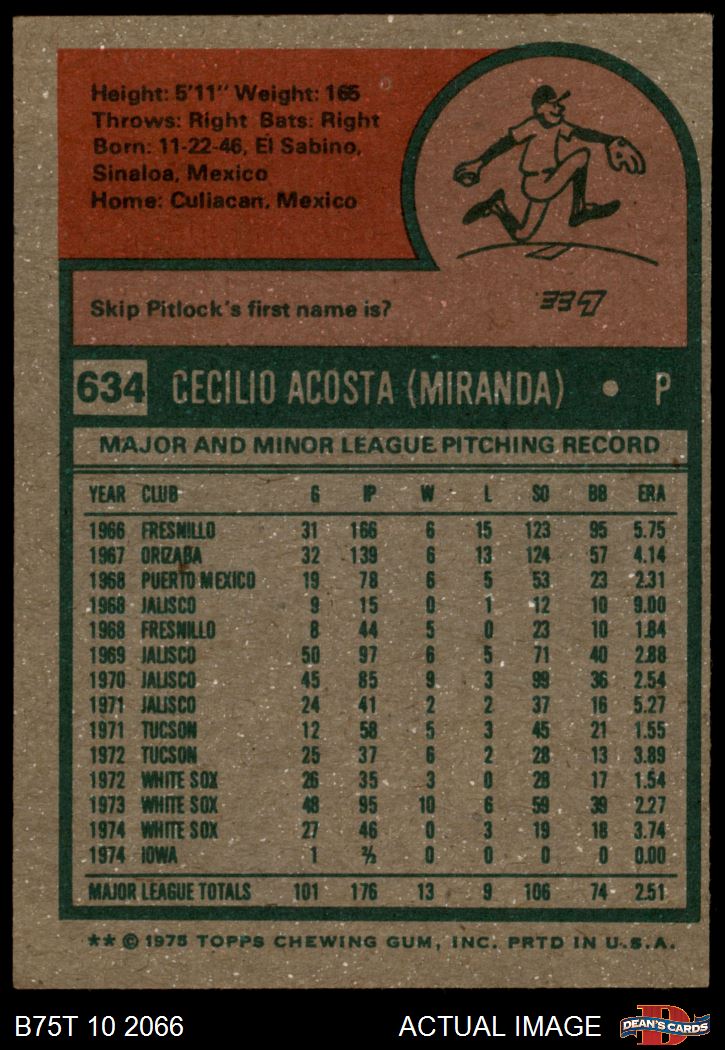 Height: 5'11" Weight: 165
Throws: Right Bats: Right
Born: 11-22-46, El Sabino,
Sinaloa, Mexico
Home: Culiacan, Mexico
Skip Pitlock's first name is?
Lee.
634 CECILIO ACOSTA (MIRANDA) • P
MAJOR AND MINOR LEAGUE PITCHING RECORD
YEAR CLUB G IP W L SO BB ERA
1966 FRESNILLO 31 166 6 15 123 95 5.75
1967 ORIZABA 32 139 6 13 124 57 4.14
1968 PUERTO MEXICO 19 78 6 5 53 23 2.31
1968 JALISCO 9 15 0 1 12 10 9.00
1968 FRESNILLO 8 44 5 0 23 10 1.84
1969 JALISCO 50 97 6 5 71 40 2.88
1970 JALISCO 45 85 9 3 99 36 2.54
1971 JALISCO 24 41 2 2 37 16 5.27
1971 TUCSON 12 58 5 3 45 21 1.55
1972 TUCSON 25 37 6 2 28 13 3.89
1972 WHITE SOX 26 35 3 0 28 17 1.54
1973 WHITE SOX 48 95 10 6 59 39 2.27
1974 WHITE SOX 27 46 0 3 19 18 3.74
1974 IOWA 1 ⅔ 0 0 0 0 0.00
MAJOR LEAGUE TOTALS 101 176 13 9 106 74 2.51
** © 1975 TOPPS CHEWING GUM, INC. PRTD IN U.S.A.
B75T 10 2066 ACTUAL IMAGE D DEAN'S CARDS